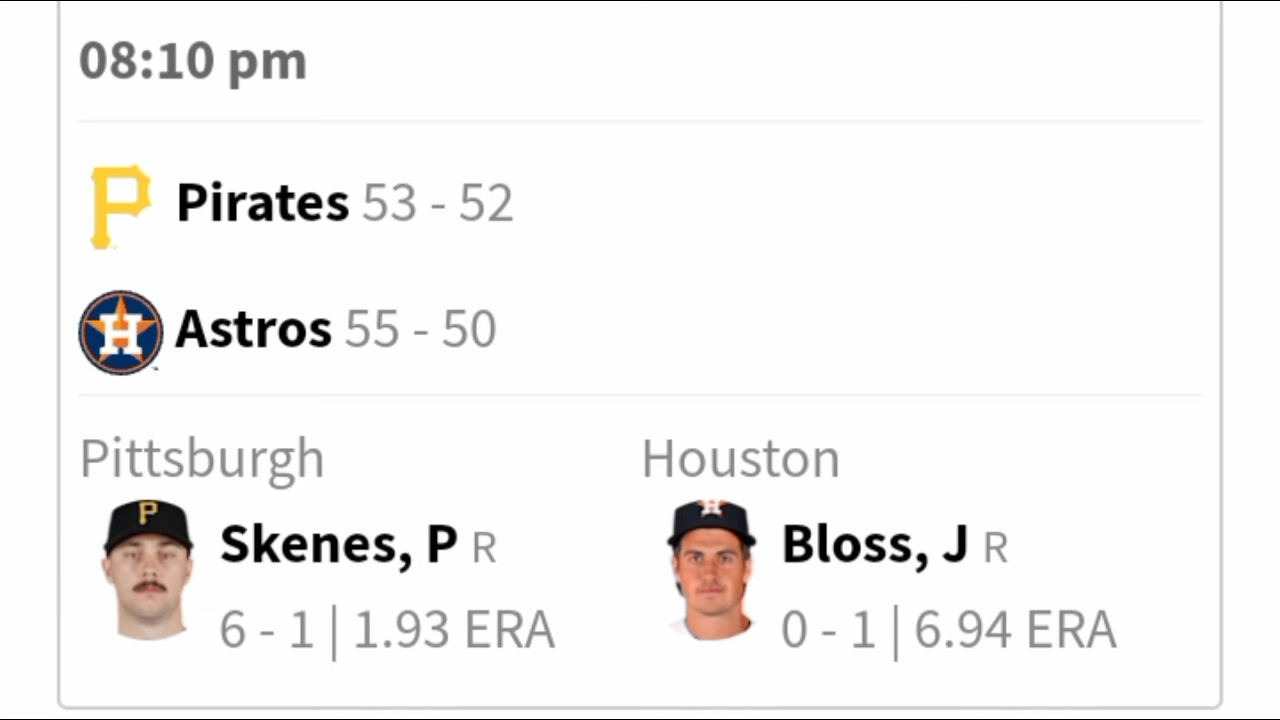 08:10 pm
Pirates 53 - 52
Astros 55 - 50
Pittsburgh
Skenes, P R
6 - 1 | 1.93 ERA
Houston
Bloss, J R
0 - 1 | 6.94 ERA